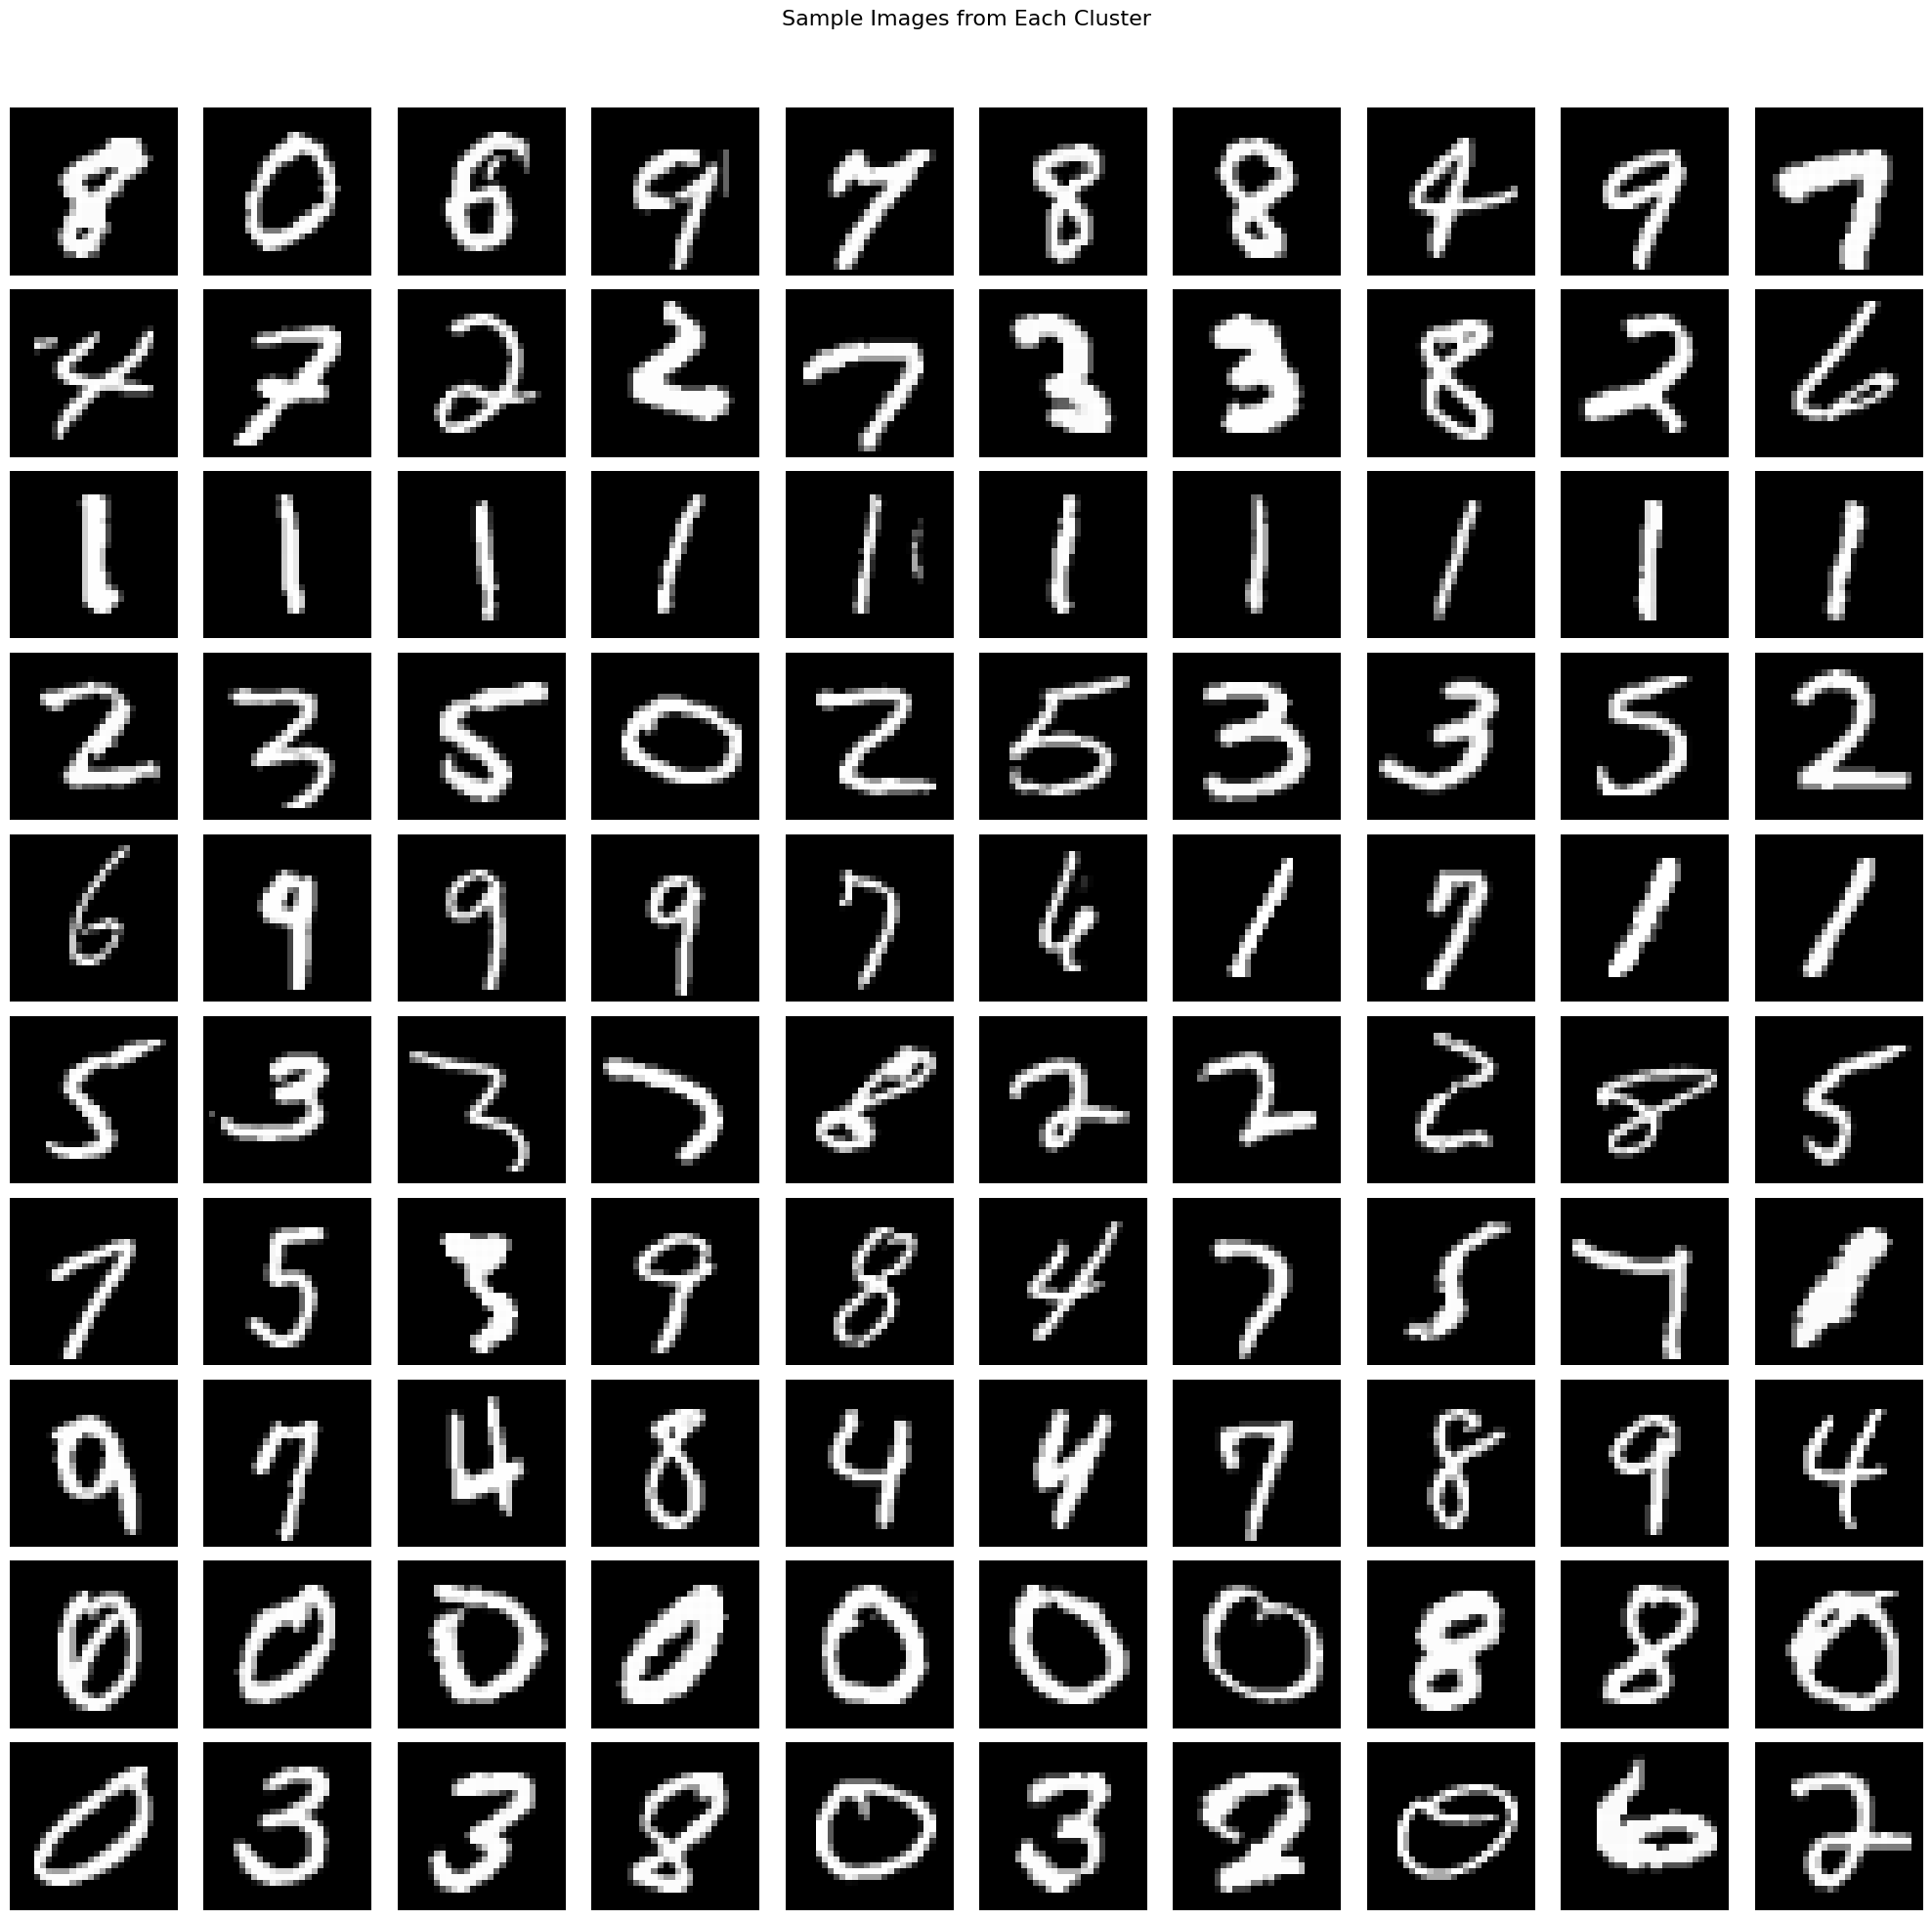 Sample Images from Each Cluster
8 0 6 9 7 8 8 4 9 7
4 7 2 2 7 3 3 8 2 6
1 1 1 1 1 1 1 1 1 1
2 3 5 0 2 5 3 3 5 2
6 9 9 9 7 6 1 7 1 1
5 3 3 7 8 2 2 2 8 5
7 5 3 9 8 4 7 5 7 1
9 7 4 8 4 4 7 8 9 4
0 0 0 0 0 0 0 8 8 0
0 3 3 8 0 3 2 0 6 2